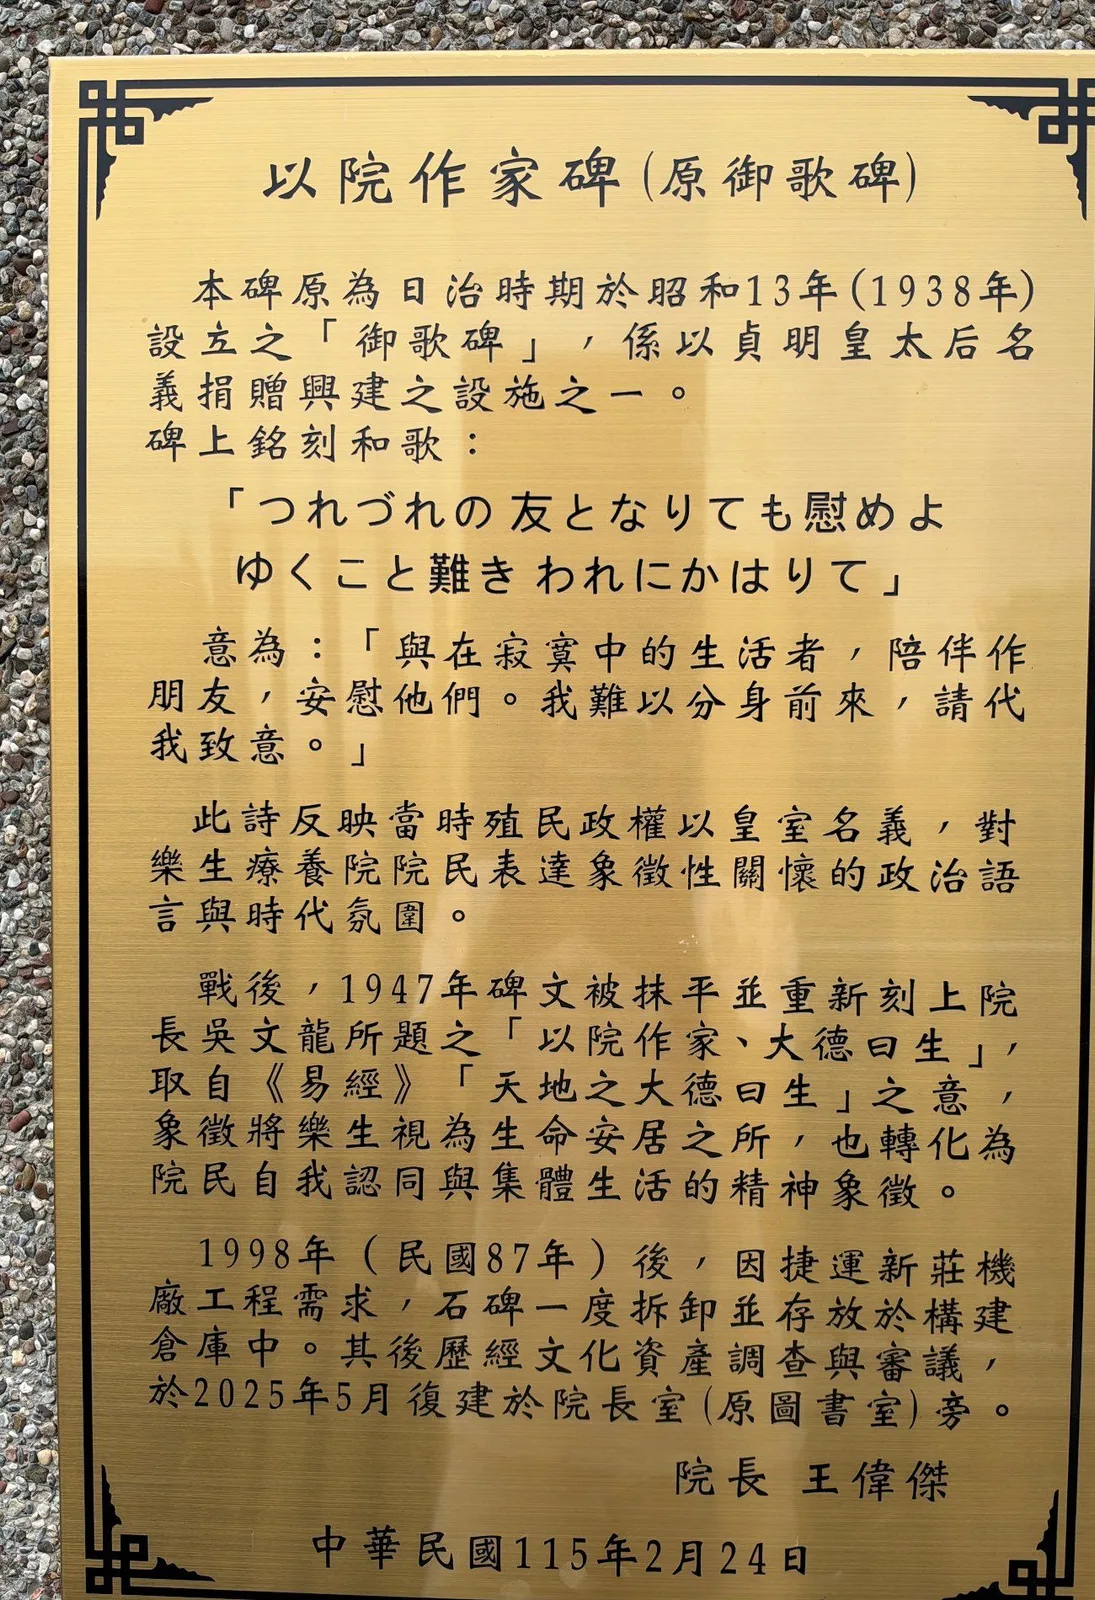 以院作家碑(原御歌碑)
本碑原為日治時期於昭和13年(1938年)
設立之「御歌碑」,係以貞明皇太后名
義捐贈興建之設施之一。
碑上銘刻和歌：
「つれづれの 友となりても慰めよ
ゆくこと難き われにかはりて」
意為：「與在寂寞中的生活者,陪伴作
朋友,安慰他們。我難以分身前來,請代
我致意。」
此詩反映當時殖民政權以皇室名義,對
樂生療養院院民表達象徵性關懷的政治語
言與時代氛圍。
戰後,1947年碑文被抹平並重新刻上院
長吳文龍所題之「以院作家、大德曰生」,
取自《易經》「天地之大德曰生」之意,
象徵將樂生視為生命安居之所,也轉化為
院民自我認同與集體生活的精神象徵。
1998年(民國87年)後,因捷運新莊機
廠工程需求,石碑一度拆卸並存放於構建
倉庫中。其後歷經文化資產調查與審議,
於2025年5月復建於院長室(原圖書室)旁。
院長 王偉傑
中華民國115年2月24日